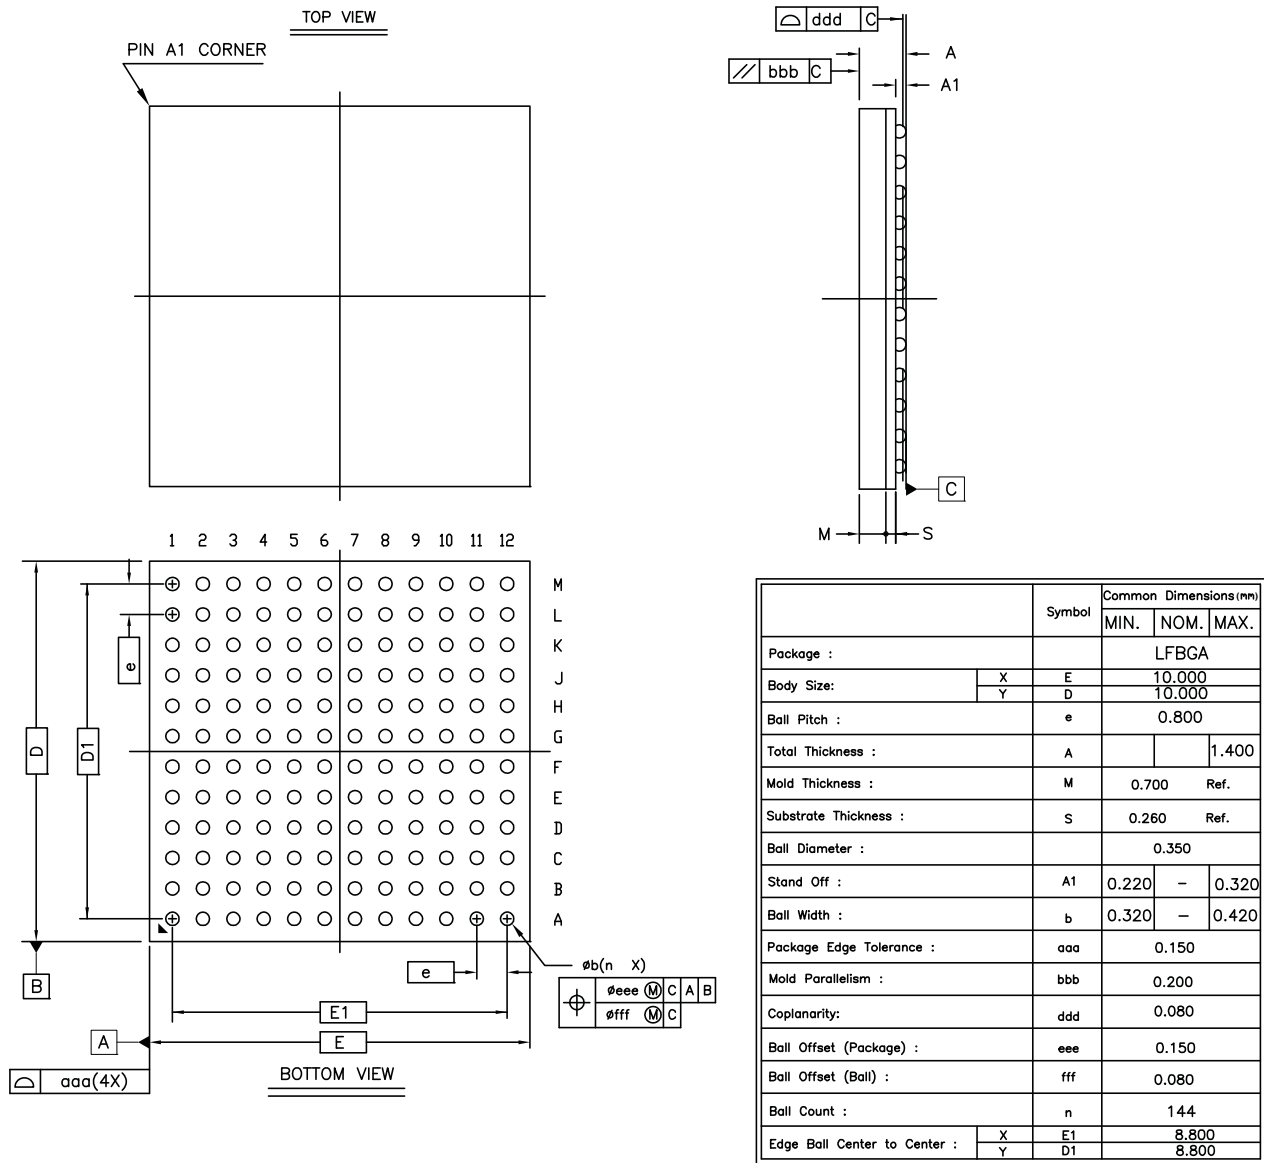 TOP VIEW
PIN A1 CORNER
ddd C
A
// bbb C
A1
C
M S
1 2 3 4 5 6 7 8 9 10 11 12
M
L
K
J
H
G
F
E
D
C
B
A
e
D
D1
B
e
E1
A
E
aaa(4X)
BOTTOM VIEW
øb(n X)
øeee Ⓜ C A B
øfff Ⓜ C
Symbol Common Dimensions(mm)
MIN. NOM. MAX.
Package : LFBGA
Body Size: X E 10.000
Y D 10.000
Ball Pitch : e 0.800
Total Thickness : A 1.400
Mold Thickness : M 0.700 Ref.
Substrate Thickness : S 0.260 Ref.
Ball Diameter : 0.350
Stand Off : A1 0.220 – 0.320
Ball Width : b 0.320 – 0.420
Package Edge Tolerance : aaa 0.150
Mold Parallelism : bbb 0.200
Coplanarity: ddd 0.080
Ball Offset (Package) : eee 0.150
Ball Offset (Ball) : fff 0.080
Ball Count : n 144
Edge Ball Center to Center : X E1 8.800
Y D1 8.800